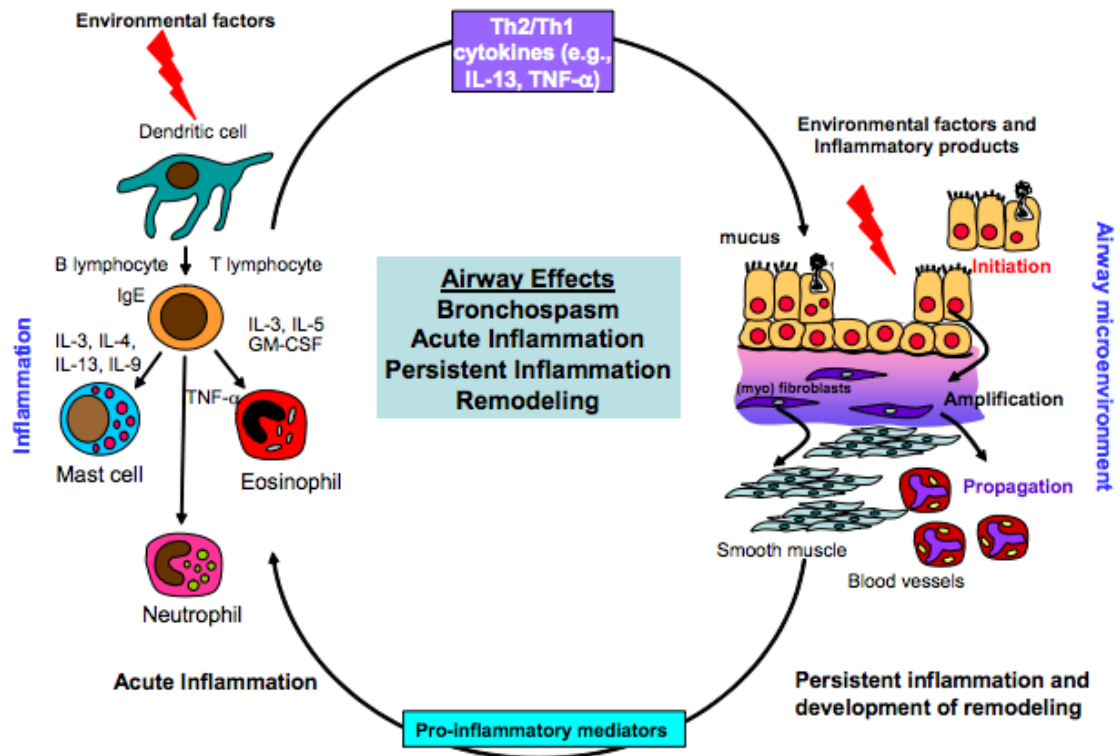 Environmental factors
Dendritic cell
B lymphocyte
T lymphocyte
IgE
IL-3, IL-4,
IL-13, IL-9
IL-3, IL-5
GM-CSF
TNF-α
Mast cell
Eosinophil
Neutrophil
Inflammation
Acute Inflammation
Th2/Th1
cytokines (e.g.,
IL-13, TNF-α)
Airway Effects
Bronchospasm
Acute Inflammation
Persistent Inflammation
Remodeling
Pro-inflammatory mediators
Environmental factors and
Inflammatory products
mucus
Initiation
(myo) fibroblasts
Amplification
Propagation
Smooth muscle
Blood vessels
Airway microenvironment
Persistent inflammation and
development of remodeling